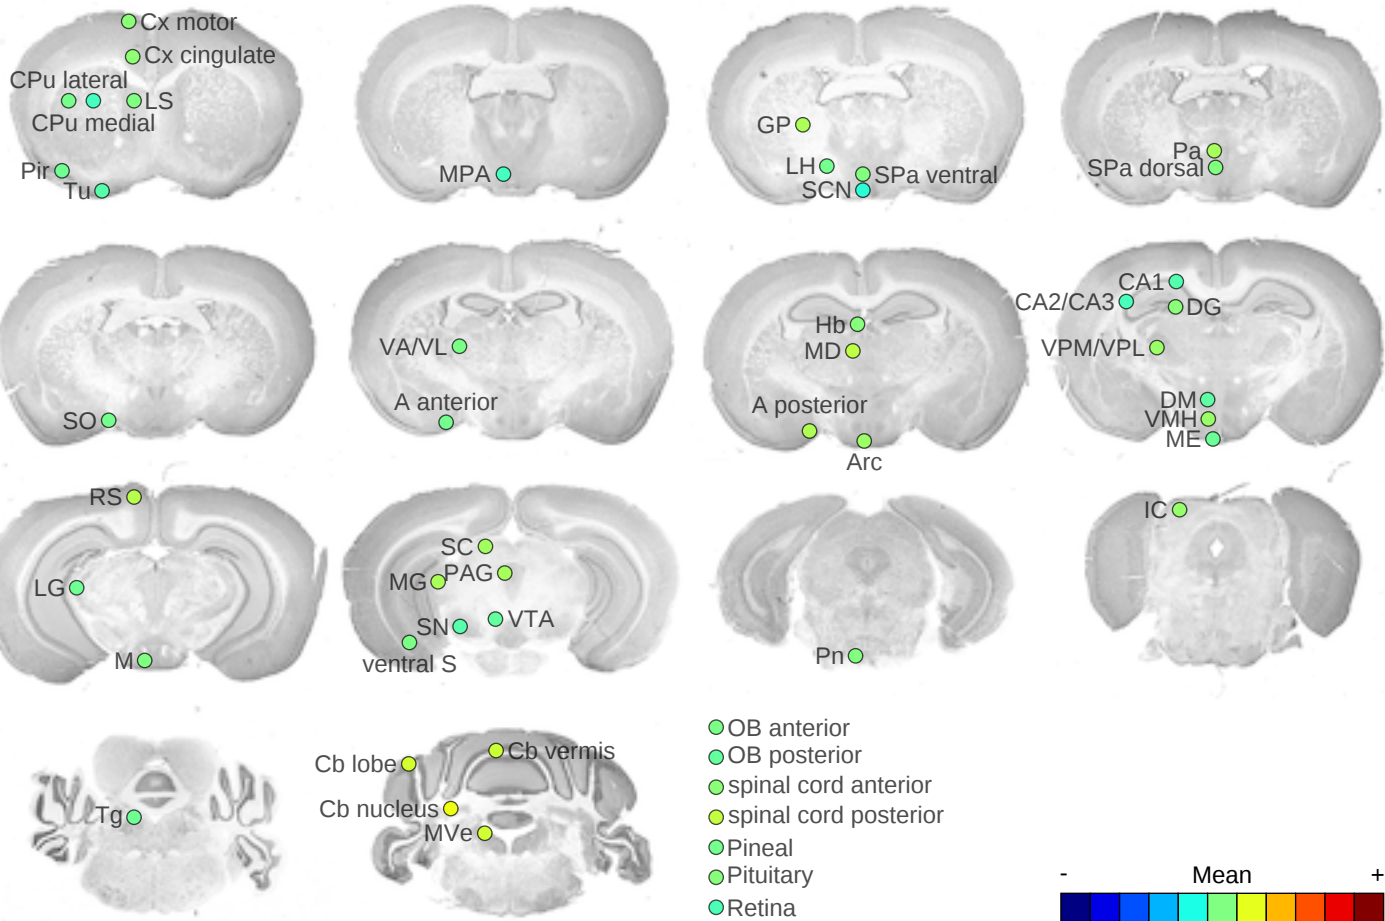 Cx motor
Cx cingulate
CPu lateral
LS
CPu medial
Pir
Tu
MPA
GP
LH
SPa ventral
SCN
Pa
SPa dorsal
SO
VA/VL
A anterior
Hb
MD
A posterior
Arc
CA1
CA2/CA3
DG
VPM/VPL
DM
VMH
ME
RS
LG
M
SC
PAG
MG
SN
VTA
ventral S
Pn
IC
Tg
Cb lobe
Cb vermis
Cb nucleus
MVe
OB anterior
OB posterior
spinal cord anterior
spinal cord posterior
Pineal
Pituitary
Retina
- Mean +